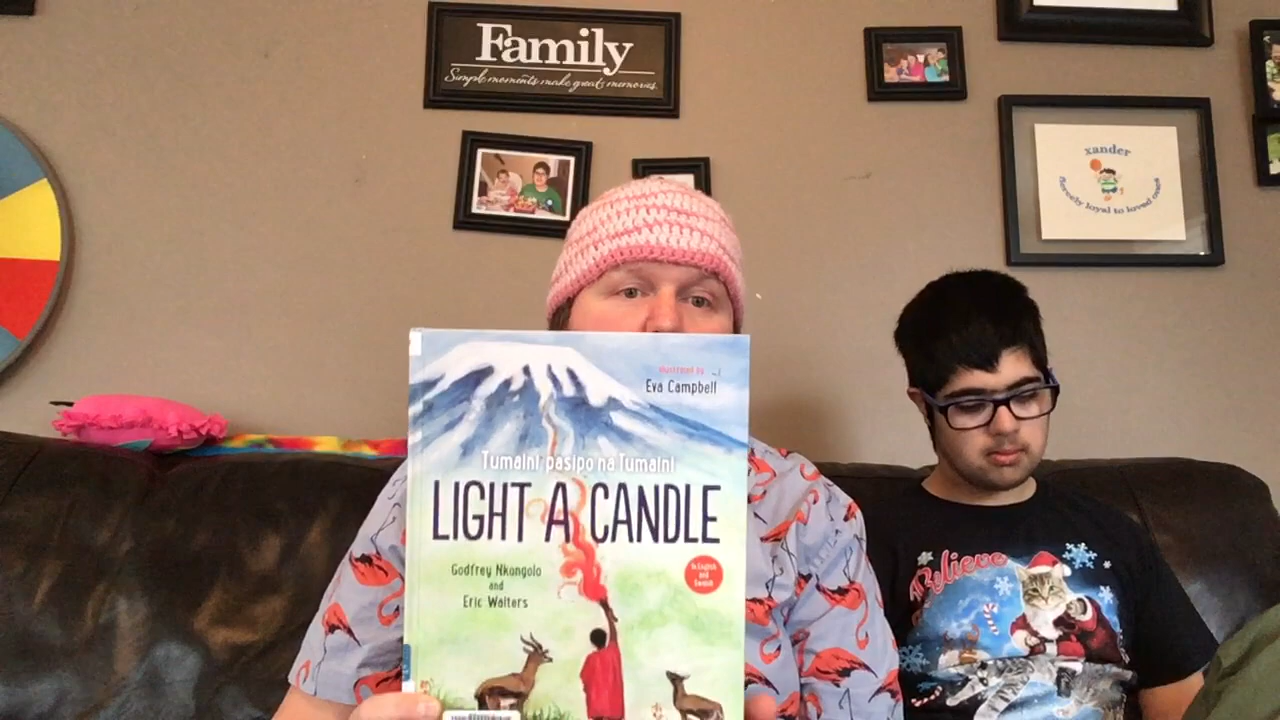 Family
Simple moments make great memories.
xander
fiercely loyal to loved ones
illustrated by
Eva Campbell
Tumaini pasipo na Tumaini
LIGHT A CANDLE
Godfrey Nkongolo
and
Eric Walters
In English
and
Swahili
Believe